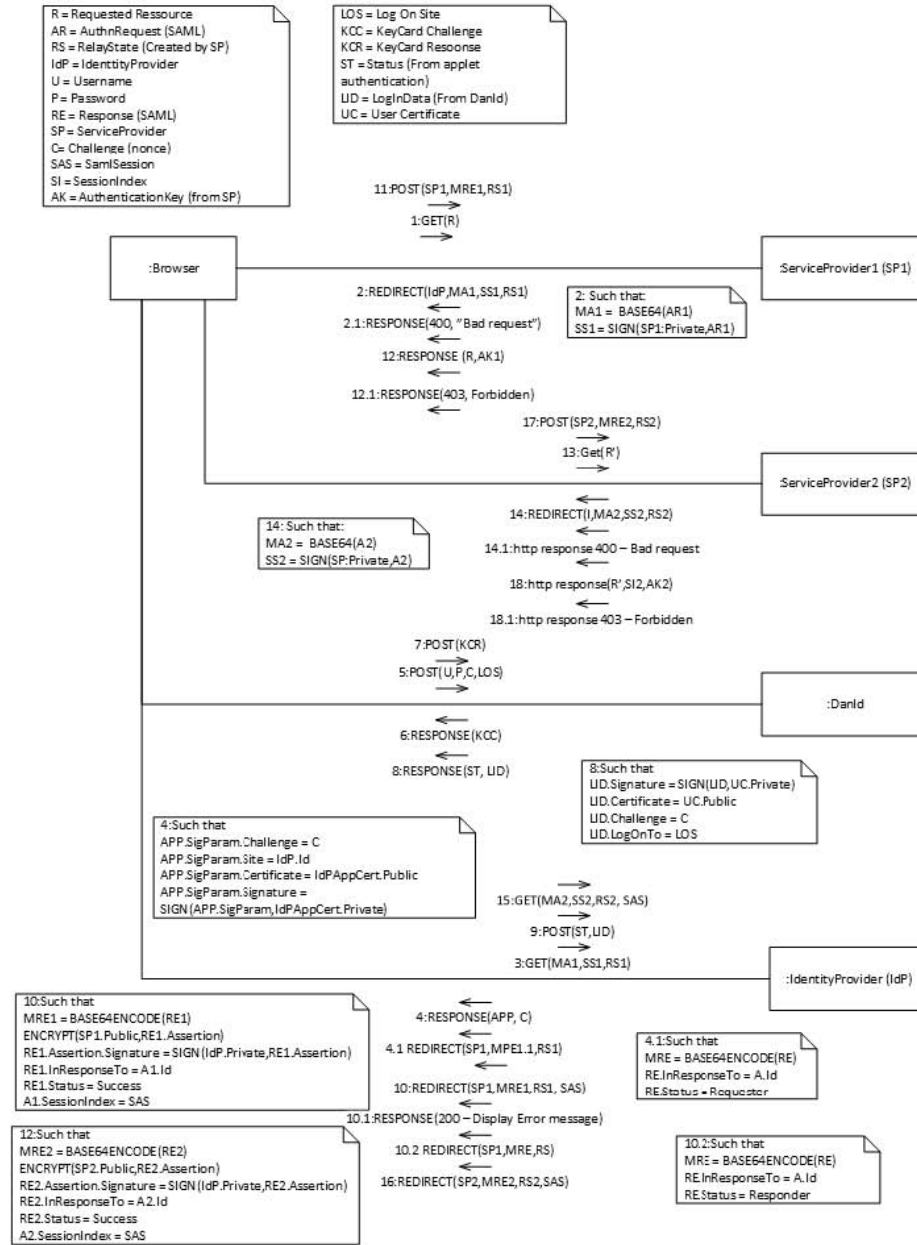 R = Requested Ressource
AR = AuthnRequest (SAML)
RS = RelayState (Created by SP)
IdP = IdenttityProvider
U = Username
P = Password
RE = Response (SAML)
SP = ServiceProvider
C= Challenge (nonce)
SAS = SamlSession
SI = SessionIndex
AK = AuthenticationKey (from SP)
LOS = Log On Site
KCC = KeyCard Challenge
KCR = KeyCard Resoonse
ST = Status (From applet
authentication)
LID = LogInData (From DanId)
UC = User Certificate
11:POST(SP1,MRE1,RS1)
1:GET(R)
:Browser
:ServiceProvider1 (SP1)
2:REDIRECT(IdP,MA1,SS1,RS1)
2.1:RESPONSE(400, "Bad request")
12:RESPONSE (R,AK1)
12.1:RESPONSE(403, Forbidden)
2: Such that:
MA1 = BASE64(AR1)
SS1= SIGN(SP1:Private,AR1)
17:POST(SP2,MRE2,RS2)
13:Get(R')
:ServiceProvider2 (SP2)
14: Such that:
MA2 = BASE64(A2)
SS2 = SIGN(SP:Private,A2)
14:REDIRECT(I,MA2,SS2,RS2)
14.1:http response 400 – Bad request
18:http response(R',SI2,AK2)
18.1:http response 403 – Forbidden
7:POST(KCR)
5:POST(U,P,C,LOS)
:DanId
6:RESPONSE(KCC)
8:RESPONSE(ST, LID)
8:Such that
LID.Signature = SIGN(LID,UC.Private)
LID.Certificate = UC.Public
LID.Challenge = C
LID.LogOnTo = LOS
4:Such that
APP.SigParam.Challenge = C
APP.SigParam.Site = IdP.Id
APP.SigParam.Certificate = IdPAppCert.Public
APP.SigParam.Signature =
SIGN(APP.SigParam,IdPAppCert.Private)
15:GET(MA2,SS2,RS2, SAS)
9:POST(ST,LID)
3:GET(MA1,SS1,RS1)
:IdentityProvider (IdP)
10:Such that
MRE1 = BASE64ENCODE(RE1)
ENCRYPT(SP1.Public,RE1.Assertion)
RE1.Assertion.Signature = SIGN(IdP.Private,RE1.Assertion)
RE1.InResponseTo = A1.Id
RE1.Status = Success
A1.SessionIndex = SAS
4:RESPONSE(APP, C)
4.1 REDIRECT(SP1,MPE1.1,RS1)
10:REDIRECT(SP1,MRE1,RS1, SAS)
10.1:RESPONSE(200 – Display Error message)
10.2 REDIRECT(SP1,MRE,RS)
16:REDIRECT(SP2,MRE2,RS2,SAS)
4.1:Such that
MRE = BASE64ENCODE(RE)
RE.InResponseTo = A.Id
RE.Status = Requester
12:Such that
MRE2 = BASE64ENCODE(RE2)
ENCRYPT(SP2.Public,RE2.Assertion)
RE2.Assertion.Signature = SIGN(IdP.Private,RE2.Assertion)
RE2.InResponseTo = A2.Id
RE2.Status = Success
A2.SessionIndex = SAS
10.2:Such that
MRE = BASE64ENCODE(RE)
RE.InResponseTo = A.Id
RE.Status = Responder